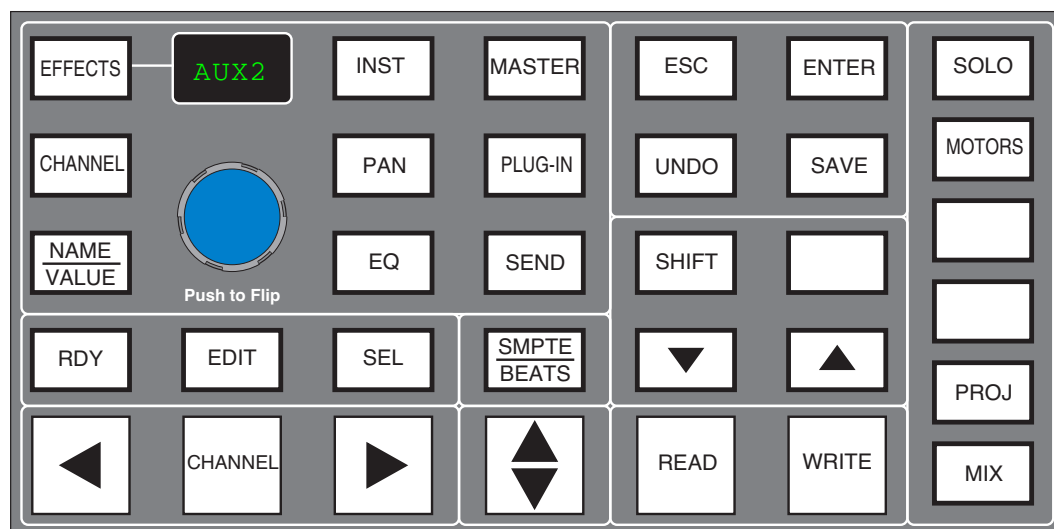 EFFECTS
AUX2
INST
MASTER
ESC
ENTER
SOLO
CHANNEL
PAN
PLUG-IN
UNDO
SAVE
MOTORS
NAME
VALUE
Push to Flip
EQ
SEND
SHIFT
RDY
EDIT
SEL
SMPTE
BEATS
PROJ
CHANNEL
READ
WRITE
MIX